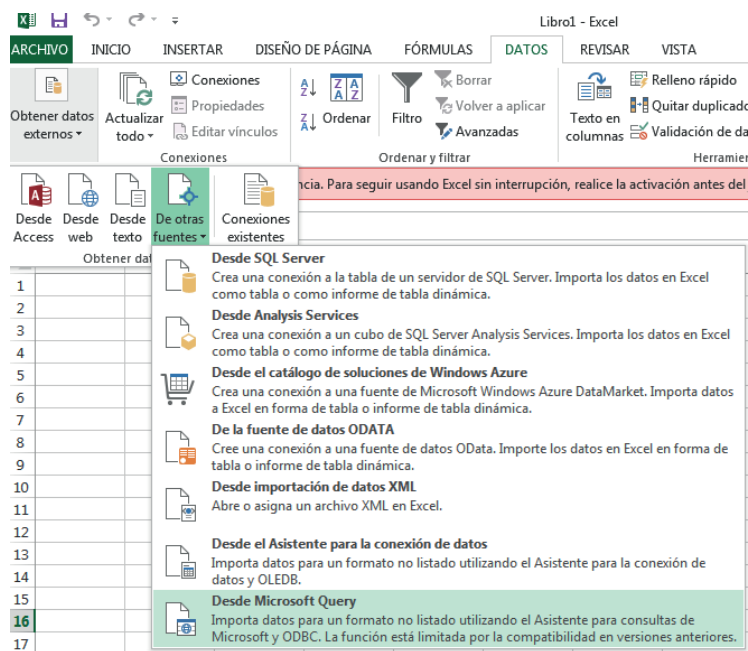 Libro1 - Excel
ARCHIVO INICIO INSERTAR DISEÑO DE PÁGINA FÓRMULAS DATOS REVISAR VISTA
Obtener datos externos
Actualizar todo
Conexiones
Propiedades
Editar vínculos
Conexiones
Ordenar
Filtro
Borrar
Volver a aplicar
Avanzadas
Ordenar y filtrar
Texto en columnas
Relleno rápido
Quitar duplicado
Validación de da
Herramier
ncia. Para seguir usando Excel sin interrupción, realice la activación antes del
Desde Access
Desde web
Desde texto
De otras fuentes
Conexiones existentes
Obtener dat
Desde SQL Server
Crea una conexión a la tabla de un servidor de SQL Server. Importa los datos en Excel
como tabla o como informe de tabla dinámica.
Desde Analysis Services
Crea una conexión a un cubo de SQL Server Analysis Services. Importa los datos en Excel
como tabla o como informe de tabla dinámica.
Desde el catálogo de soluciones de Windows Azure
Crea una conexión a una fuente de Microsoft Windows Azure DataMarket. Importa datos
a Excel en forma de tabla o informe de tabla dinámica.
De la fuente de datos ODATA
Cree una conexión a una fuente de datos OData. Importe los datos en Excel en forma de
tabla o informe de tabla dinámica.
Desde importación de datos XML
Abre o asigna un archivo XML en Excel.
Desde el Asistente para la conexión de datos
Importa datos para un formato no listado utilizando el Asistente para la conexión de
datos y OLEDB.
Desde Microsoft Query
Importa datos para un formato no listado utilizando el Asistente para consultas de
Microsoft y ODBC. La función está limitada por la compatibilidad en versiones anteriores.
1
2
3
4
5
6
7
8
9
10
11
12
13
14
15
16
17